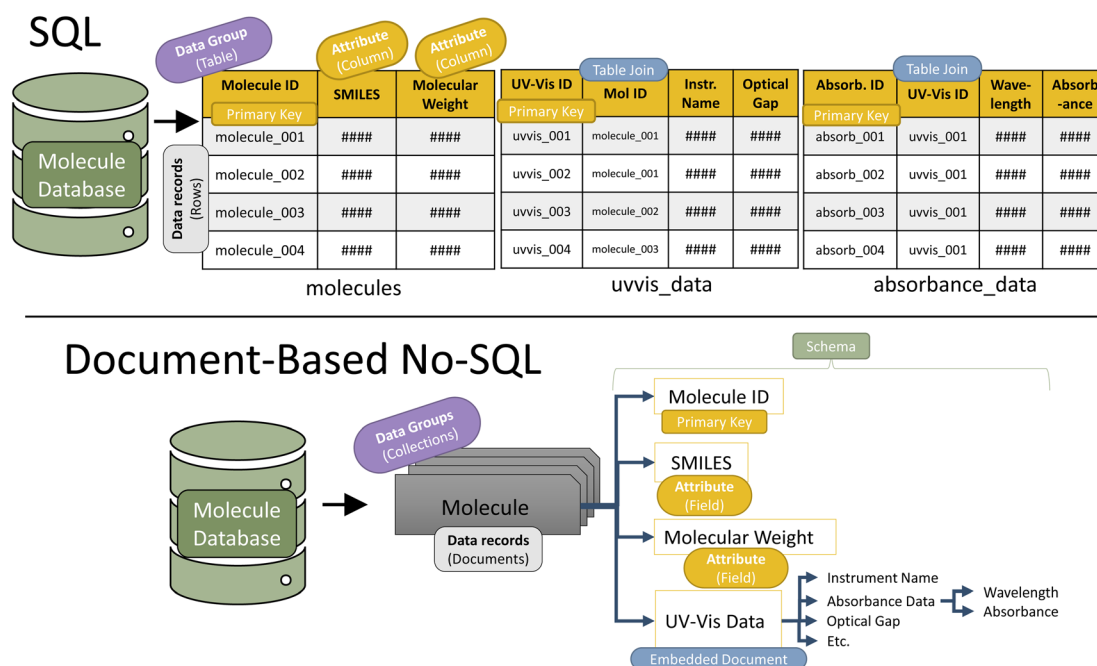 SQL
Data Group
(Table)
Attribute
(Column)
Attribute
(Column)
Molecule
Database
Data records
(Rows)
Molecule ID SMILES Molecular Weight
Primary Key
molecule_001 #### ####
molecule_002 #### ####
molecule_003 #### ####
molecule_004 #### ####
molecules
Table Join
UV-Vis ID Mol ID Instr. Name Optical Gap
Primary Key
uvvis_001 molecule_001 #### ####
uvvis_002 molecule_001 #### ####
uvvis_003 molecule_002 #### ####
uvvis_004 molecule_003 #### ####
uvvis_data
Table Join
Absorb. ID UV-Vis ID Wave-length Absorb-ance
Primary Key
absorb_001 uvvis_001 #### ####
absorb_002 uvvis_001 #### ####
absorb_003 uvvis_001 #### ####
absorb_004 uvvis_001 #### ####
absorbance_data
Document-Based No-SQL
Schema
Molecule
Database
Data Groups
(Collections)
Molecule
Data records
(Documents)
Molecule ID
Primary Key
SMILES
Attribute
(Field)
Molecular Weight
Attribute
(Field)
UV-Vis Data
Embedded Document
Instrument Name
Absorbance Data
Optical Gap
Etc.
Wavelength
Absorbance